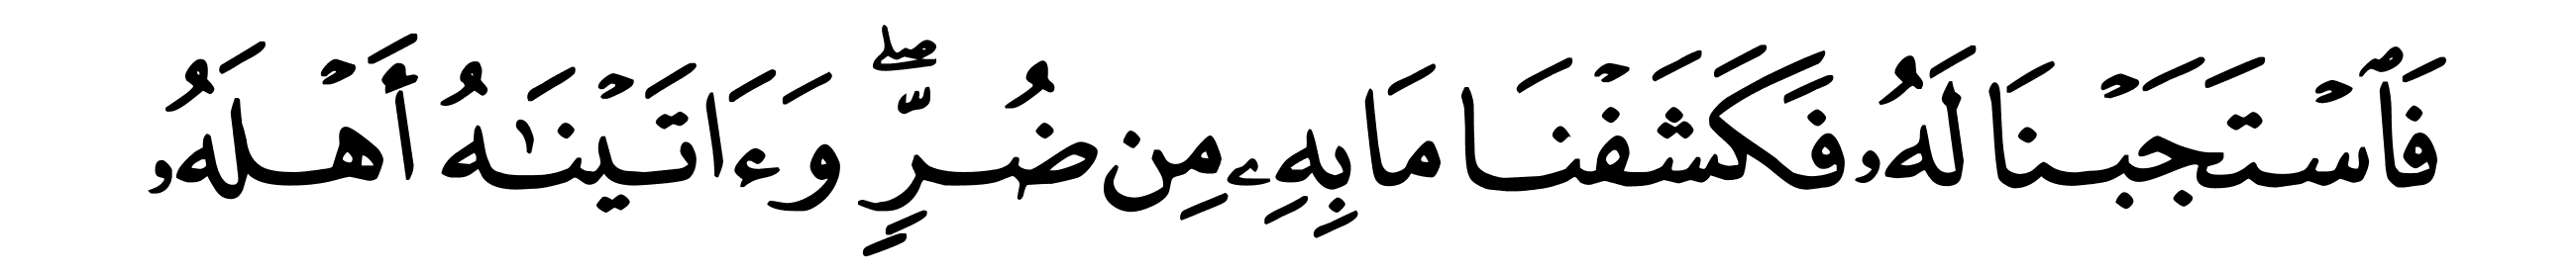 فَٱسْتَجَبْنَا لَهُۥ فَكَشَفْنَا مَا بِهِۦ مِن ضُرٍّ ۖ وَءَاتَيْنَـٰهُ أَهْلَهُۥ